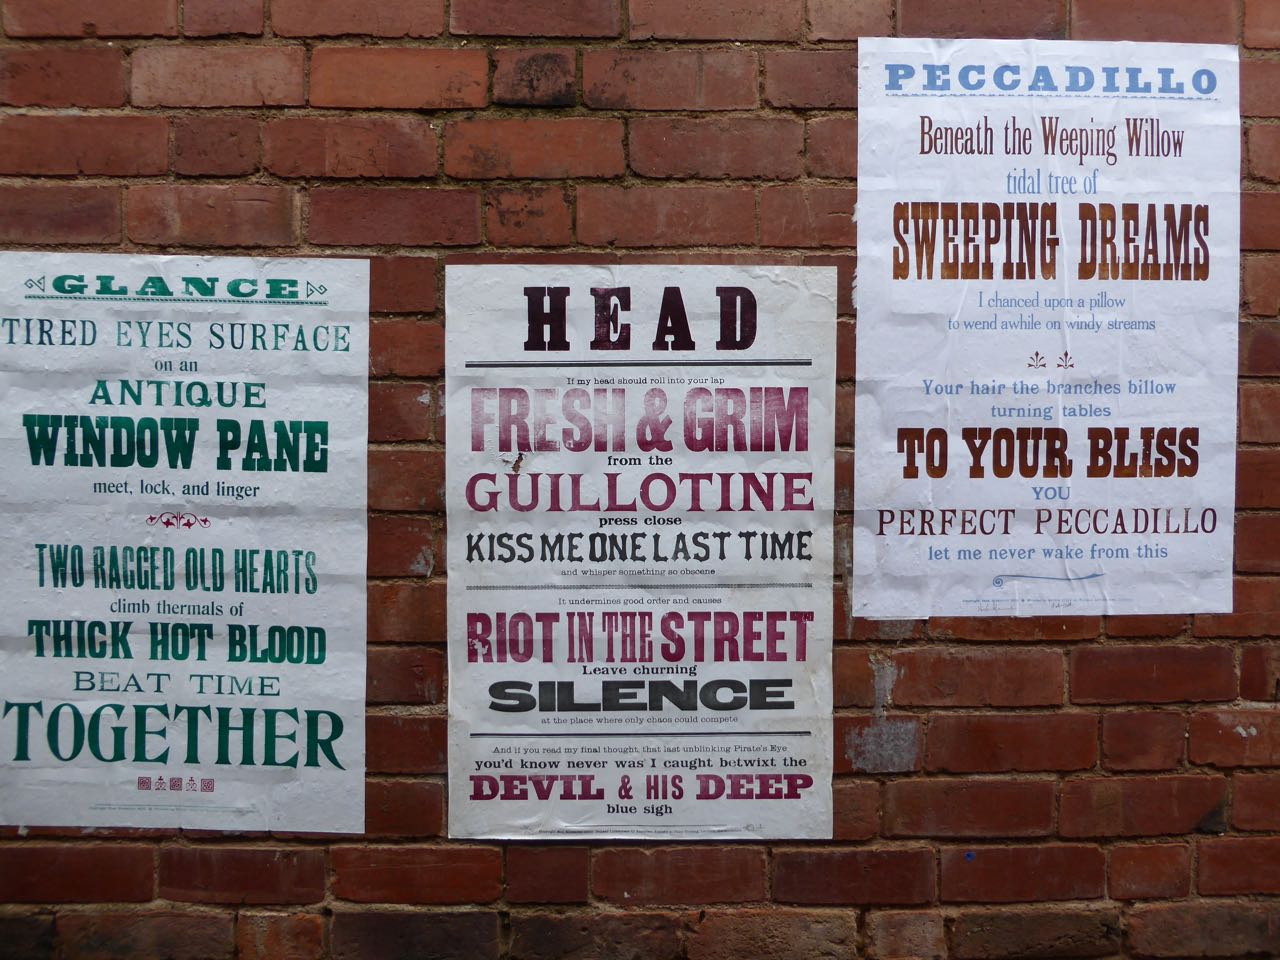 GLANCE
TIRED EYES SURFACE
on an
ANTIQUE
WINDOW PANE
meet, lock, and linger
TWO RAGGED OLD HEARTS
climb thermals of
THICK HOT BLOOD
BEAT TIME
TOGETHER
HEAD
If my head should roll into your lap
FRESH & GRIM
from the
GUILLOTINE
press close
KISS ME ONE LAST TIME
and whisper something so obscene
It undermines good order and causes
RIOT IN THE STREET
Leave churning
SILENCE
at the place where only chaos could compete
And if you read my final thought, that last unblinking Pirate's Eye
you'd know never was I caught betwixt the
DEVIL & HIS DEEP
blue sigh
PECCADILLO
Beneath the Weeping Willow
tidal tree of
SWEEPING DREAMS
I chanced upon a pillow
to wend awhile on windy streams
Your hair the branches billow
turning tables
TO YOUR BLISS
YOU
PERFECT PECCADILLO
let me never wake from this